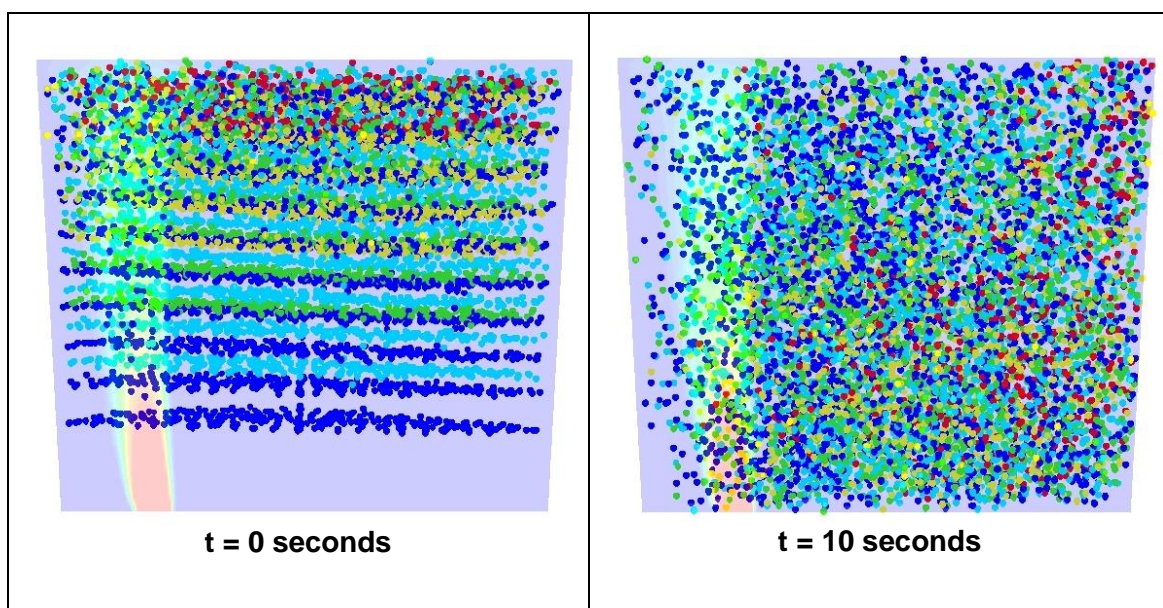 t = 0 seconds
t = 10 seconds